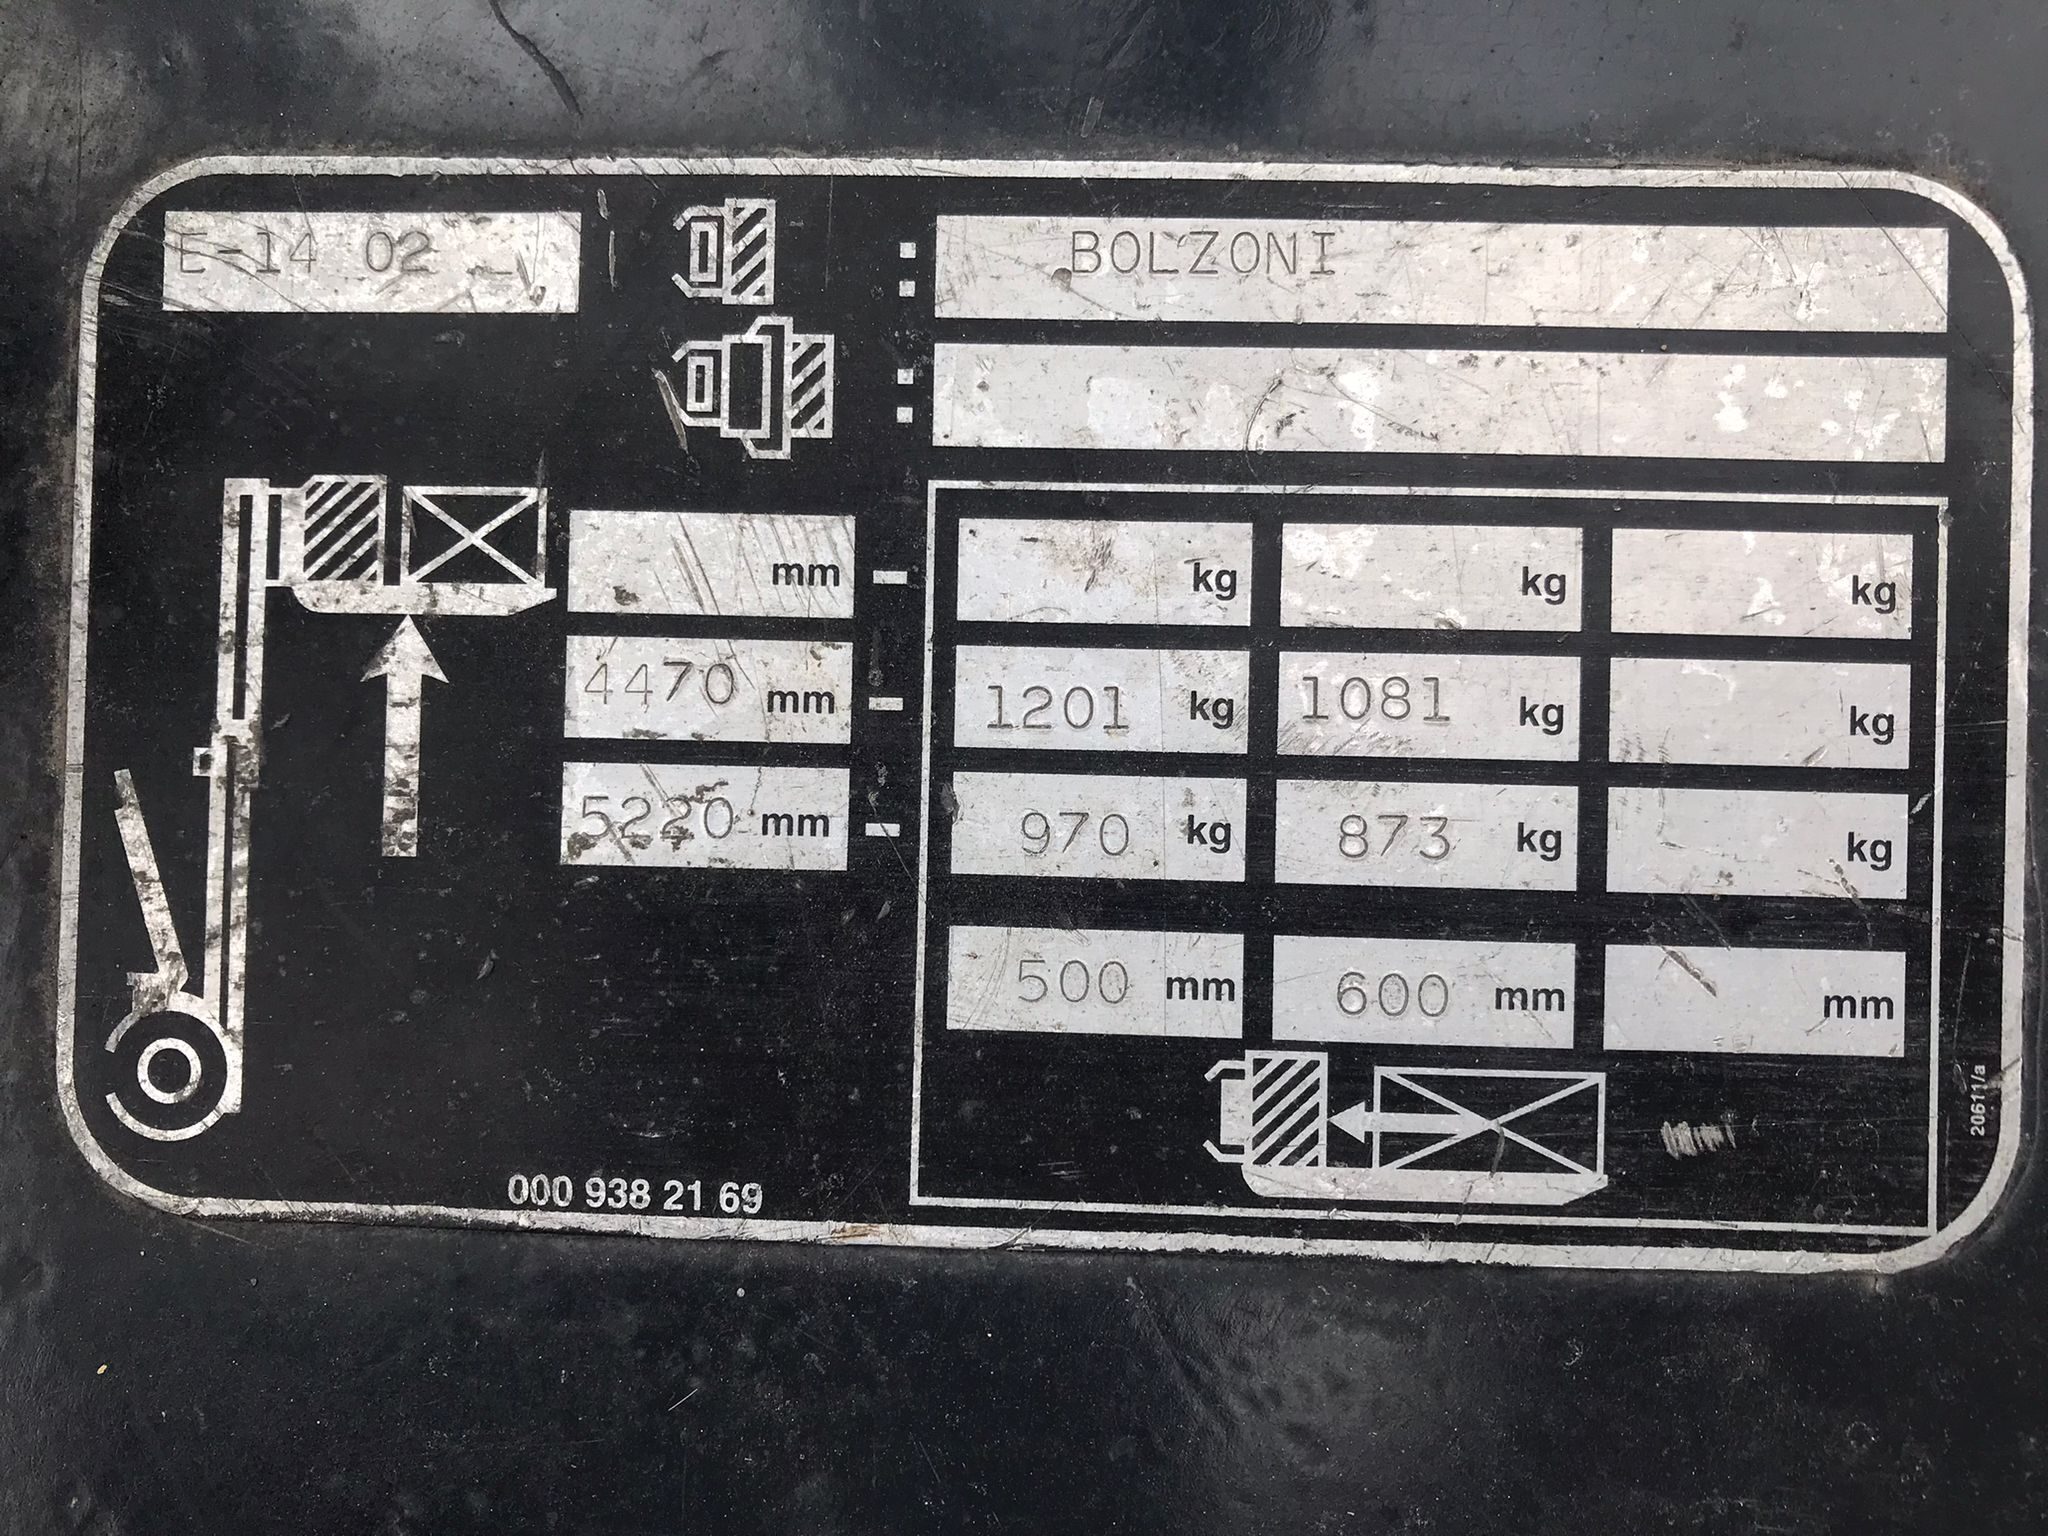 E-14 02
: BOLZONI
:
mm - kg kg kg
4470 mm - 1201 kg 1081 kg kg
5220 mm - 970 kg 873 kg kg
500 mm 600 mm mm
000 938 21 69
20611/a